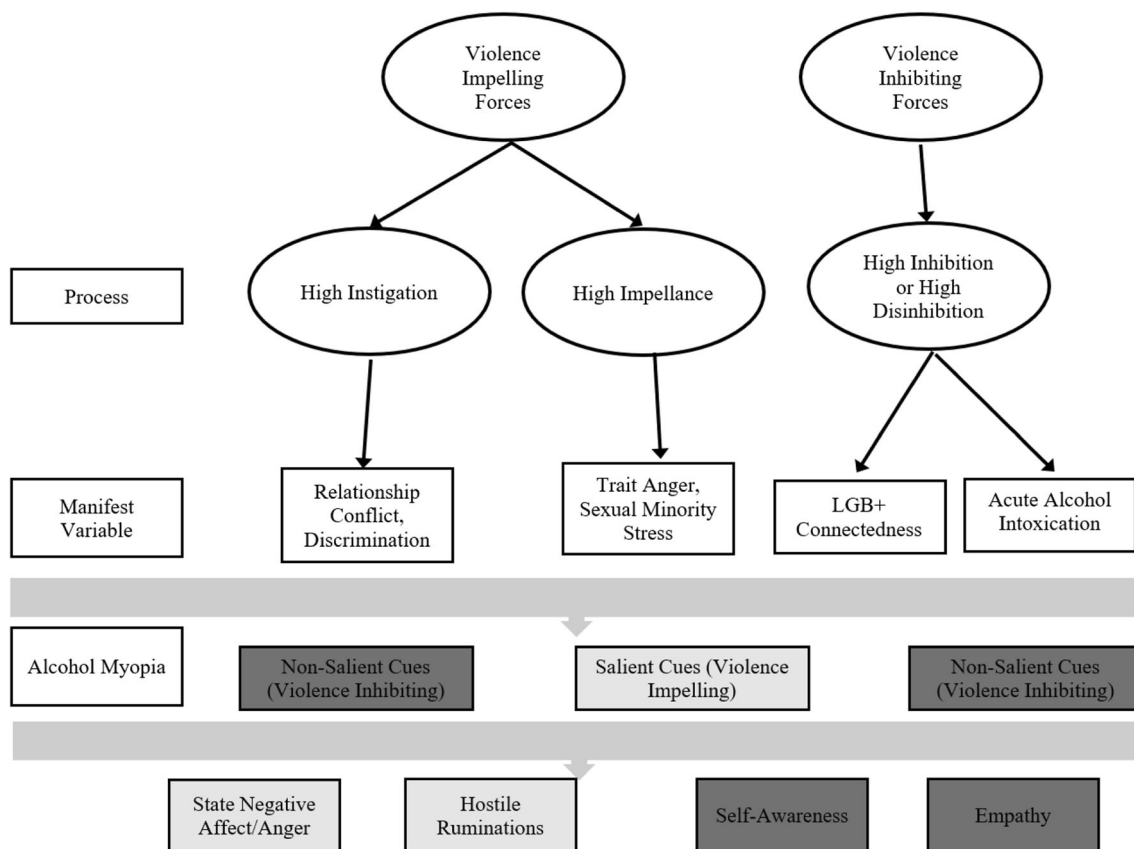 Violence
Impelling
Forces
Violence
Inhibiting
Forces
Process
High Instigation
High Impellance
High Inhibition
or High
Disinhibition
Manifest
Variable
Relationship
Conflict,
Discrimination
Trait Anger,
Sexual Minority
Stress
LGB+
Connectedness
Acute Alcohol
Intoxication
Alcohol Myopia
Non-Salient Cues
(Violence Inhibiting)
Salient Cues (Violence
Impelling)
Non-Salient Cues
(Violence Inhibiting)
State Negative
Affect/Anger
Hostile
Ruminations
Self-Awareness
Empathy